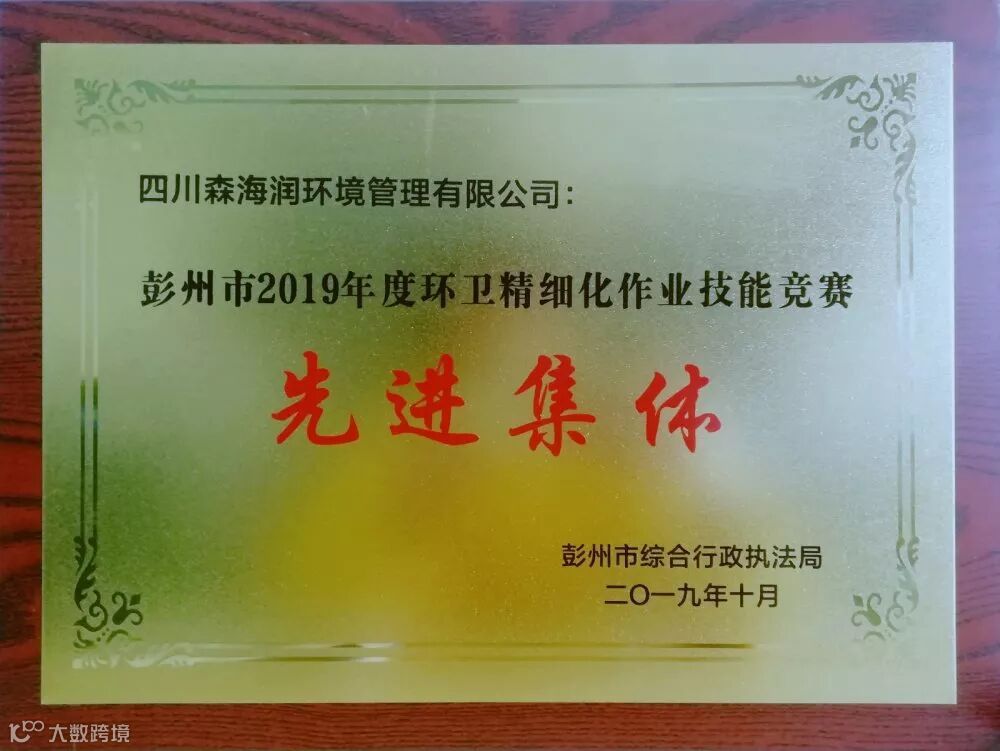 四川森海润环境管理有限公司：
彭州市2019年度环卫精细化作业技能竞赛
先进集体
彭州市综合行政执法局
二〇一九年十月
大数跨境